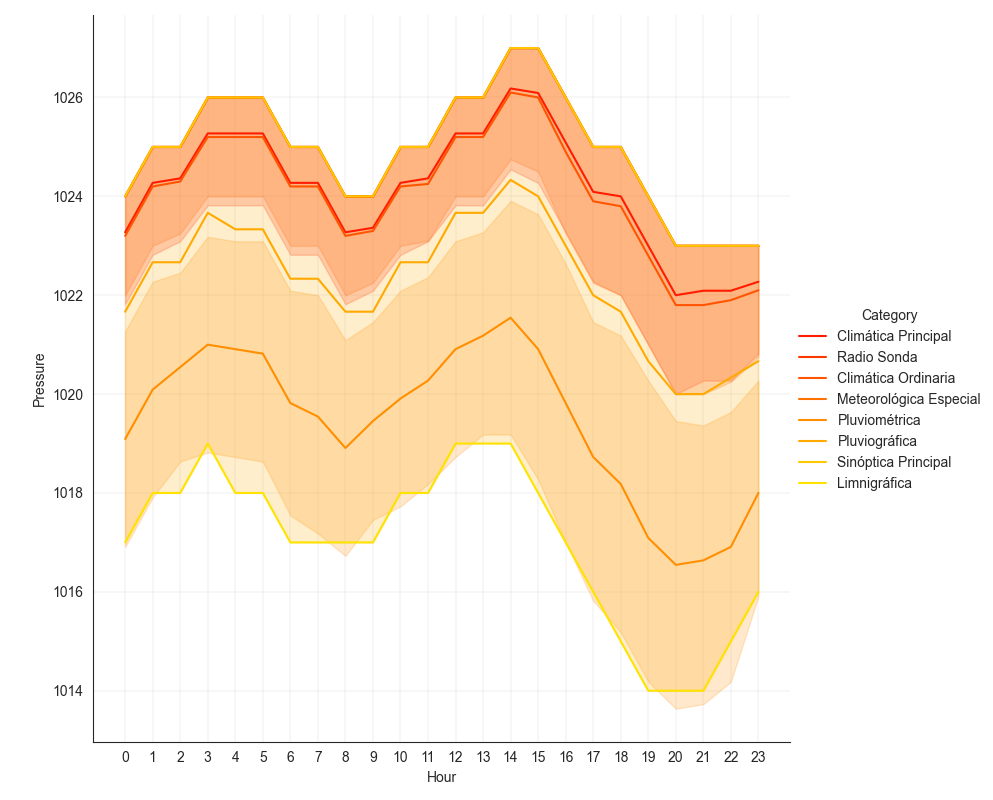 1026
1024
1022
1020
1018
1016
1014
Pressure
0 1 2 3 4 5 6 7 8 9 10 11 12 13 14 15 16 17 18 19 20 21 22 23
Hour
Category
Climática Principal
Radio Sonda
Climática Ordinaria
Meteorológica Especial
Pluviométrica
Pluviográfica
Sinóptica Principal
Limnigráfica